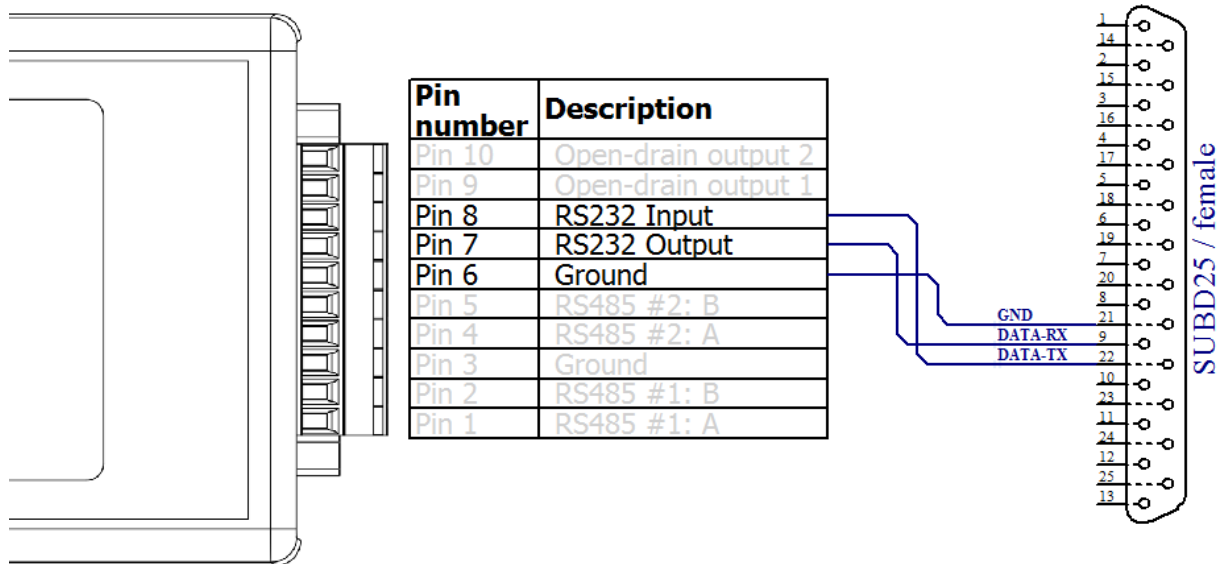 Pin number Description
Pin 10 Open-drain output 2
Pin 9 Open-drain output 1
Pin 8 RS232 Input
Pin 7 RS232 Output
Pin 6 Ground
Pin 5 RS485 #2: B
Pin 4 RS485 #2: A
Pin 3 Ground
Pin 2 RS485 #1: B
Pin 1 RS485 #1: A
GND
DATA-RX
DATA-TX
1
14
2
15
3
16
4
17
5
18
6
19
7
20
8
21
9
22
10
23
11
24
12
25
13
SUBD25 / female